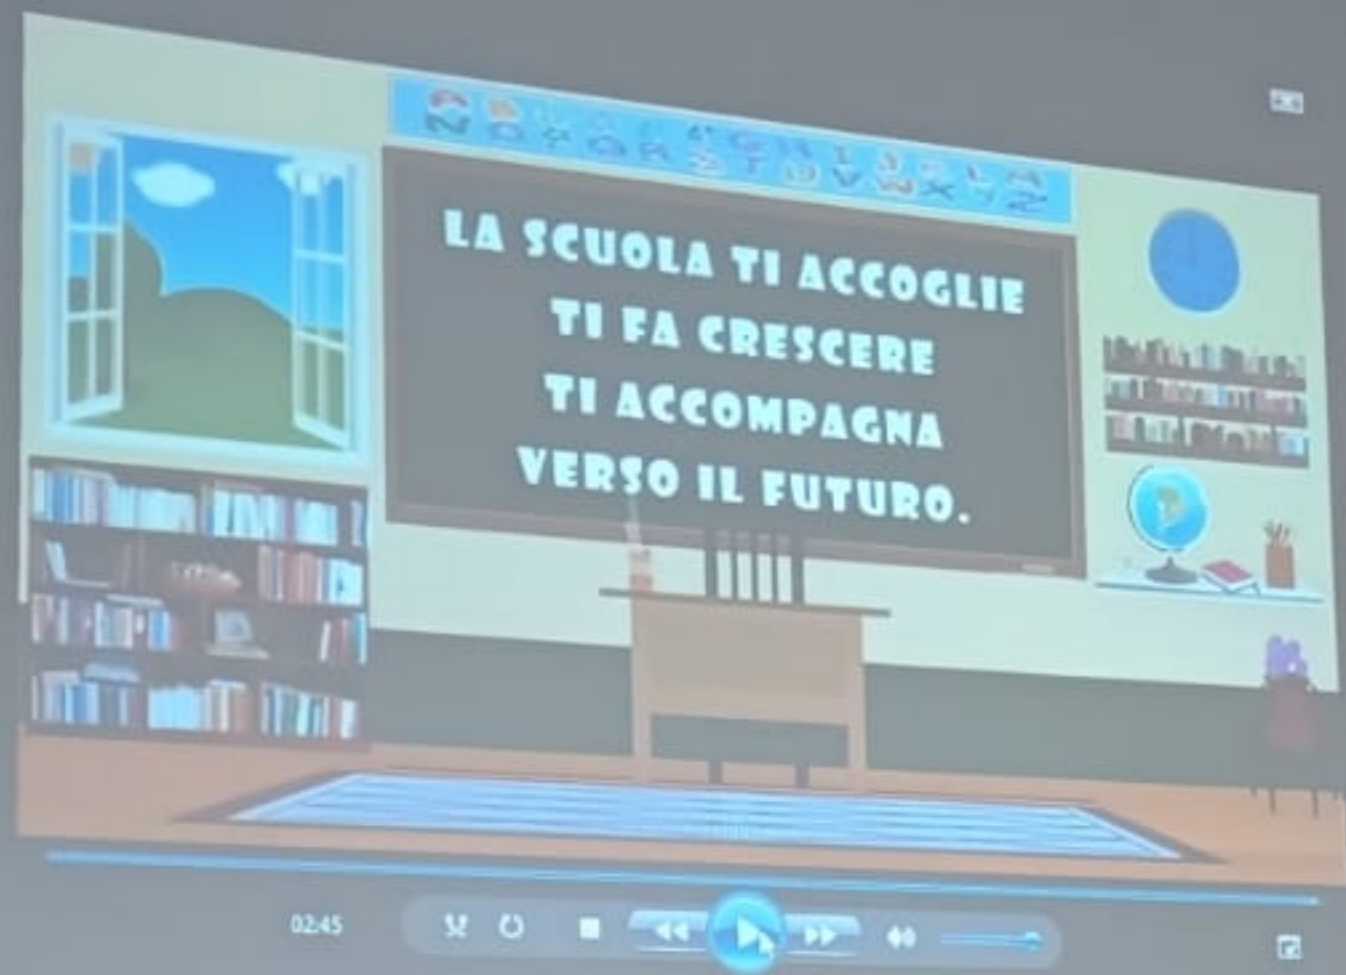 LA SCUOLA TI ACCOGLIE
TI FA CRESCERE
TI ACCOMPAGNA
VERSO IL FUTURO.
02:45